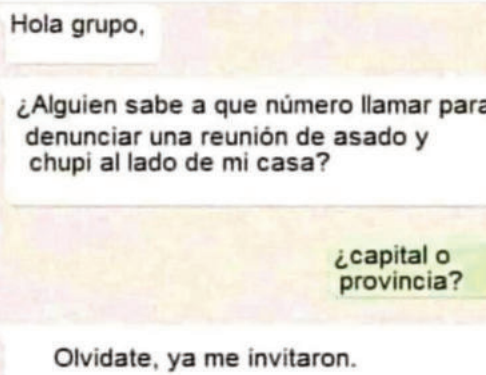 Hola grupo,
¿Alguien sabe a que número llamar para
denunciar una reunión de asado y
chupi al lado de mi casa?
¿capital o
provincia?
Olvidate, ya me invitaron.